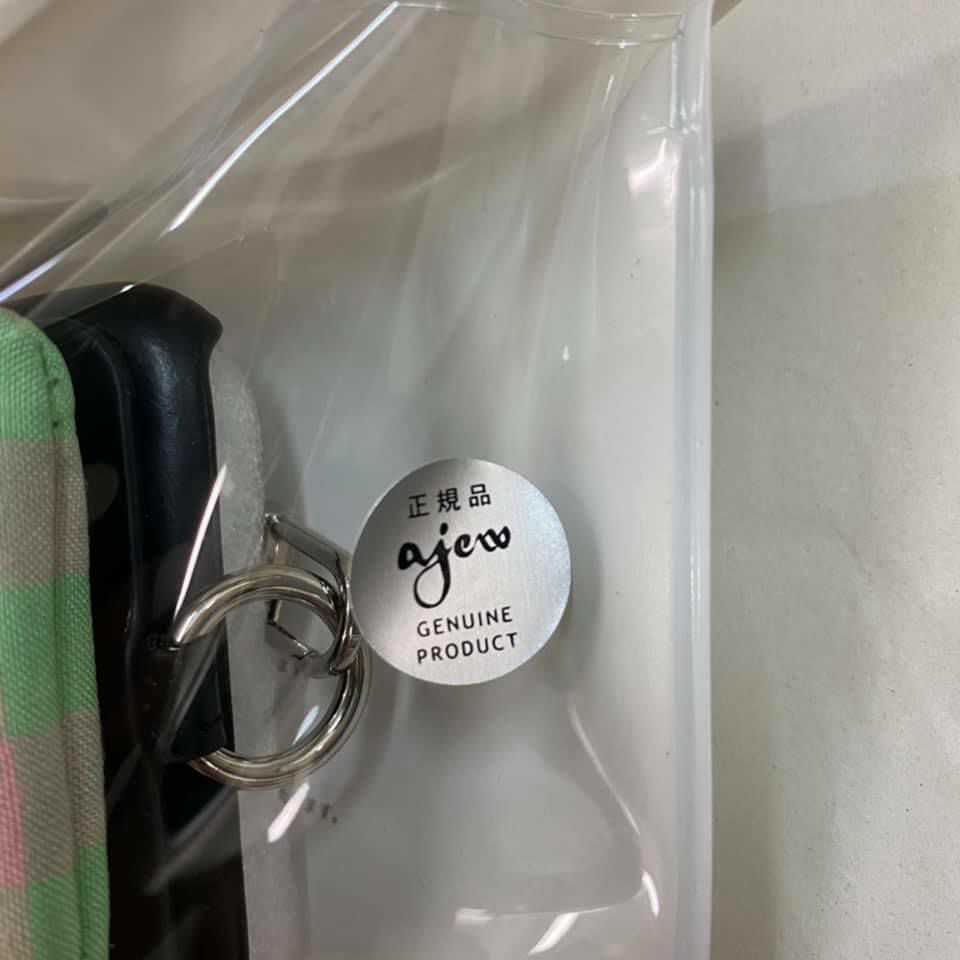 正規品
ajew
GENUINE
PRODUCT